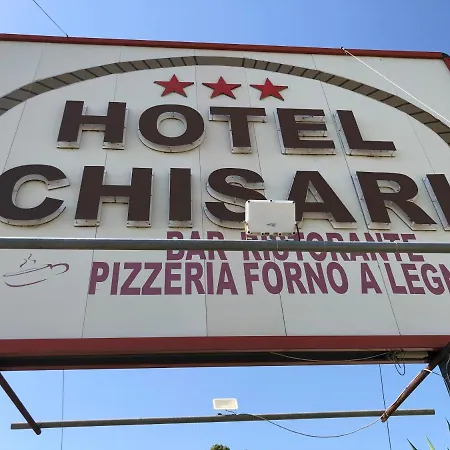 HOTEL
CHISARI
BAR RISTORANTE
PIZZERIA FORNO A LEGN